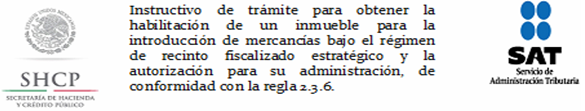 Instructivo de trámite para obtener la
habilitación de un inmueble para la
introducción de mercancías bajo el régimen
de recinto fiscalizado estratégico y la
autorización para su administración, de
conformidad con la regla 2.3.6.
SHCP
SECRETARÍA DE HACIENDA
Y CRÉDITO PÚBLICO
SAT
Servicio de
Administración Tributaria